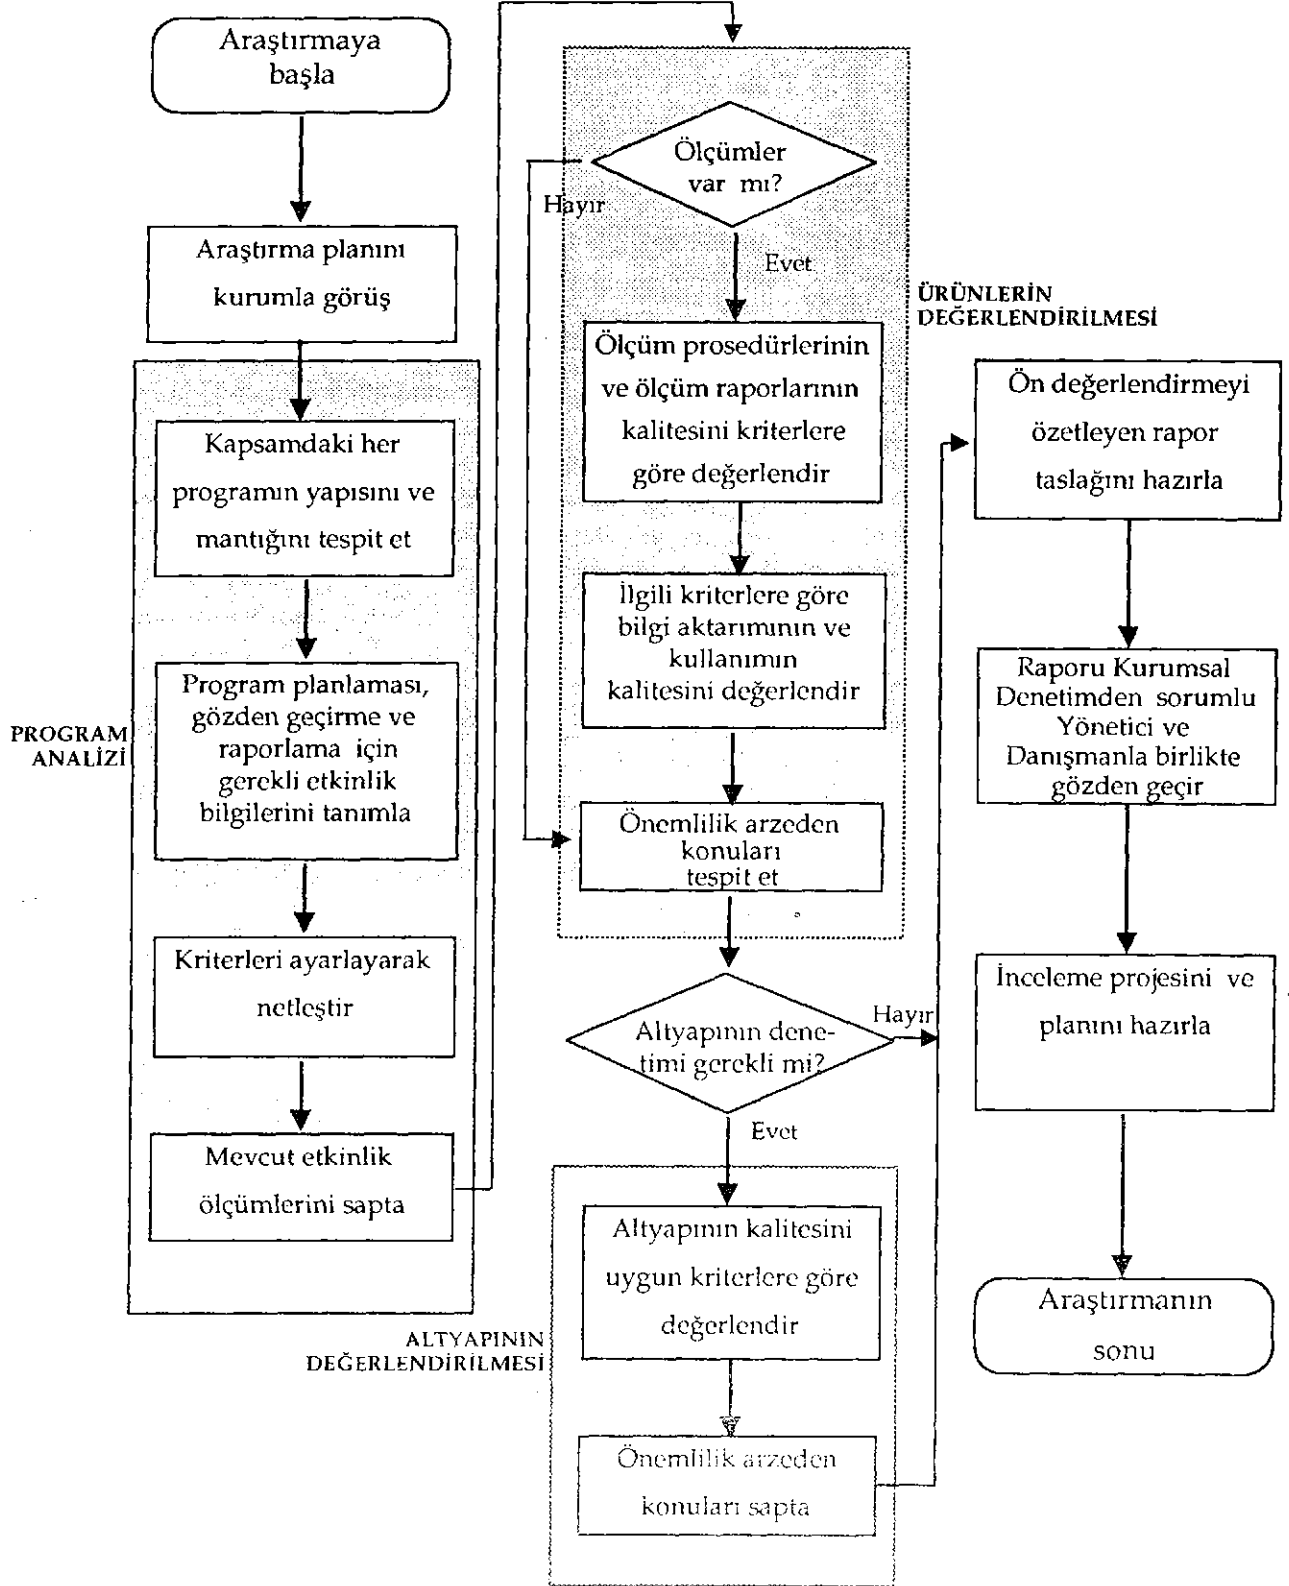 Araştırmaya
başla
Araştırma planını
kurumla görüş
PROGRAM
ANALİZİ
Kapsamdaki her
programın yapısını ve
mantığını tespit et
Program planlaması,
gözden geçirme ve
raporlama için
gerekli etkinlik
bilgilerini tanımla
Kriterleri ayarlayarak
netleştir
Mevcut etkinlik
ölçümlerini sapta
ÜRÜNLERİN
DEĞERLENDİRİLMESİ
Ölçümler
var mı?
Hayır
Evet
Ölçüm prosedürlerinin
ve ölçüm raporlarının
kalitesini kriterlere
göre değerlendir
İlgili kriterlere göre
bilgi aktarımının ve
kullanımın
kalitesini değerlendir
Önemlilik arzeden
konuları
tespit et
Altyapının dene-
timi gerekli mi?
Hayır
Evet
ALTYAPININ
DEĞERLENDİRİLMESİ
Altyapının kalitesini
uygun kriterlere göre
değerlendir
Önemlilik arzeden
konuları sapta
Ön değerlendirmeyi
özetleyen rapor
taslağını hazırla
Raporu Kurumsal
Denetimden sorumlu
Yönetici ve
Danışmanla birlikte
gözden geçir
İnceleme projesini ve
planını hazırla
Araştırmanın
sonu